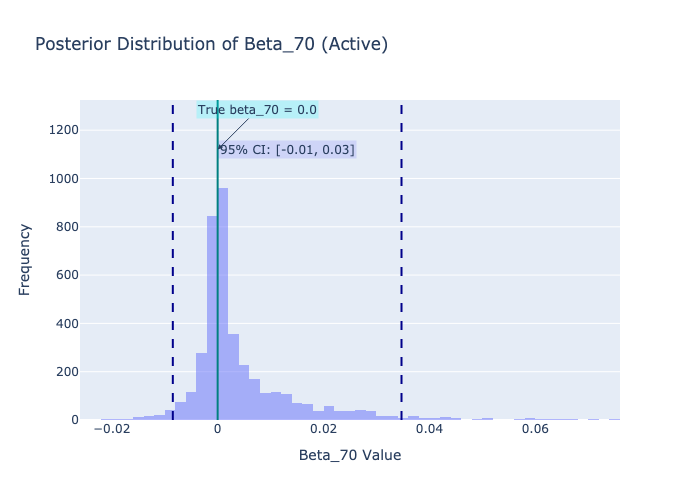 Posterior Distribution of Beta_70 (Active)
True beta_70 = 0.0
95% CI: [-0.01, 0.03]
1200
1000
800
600
400
200
0
Frequency
−0.02
0
0.02
0.04
0.06
Beta_70 Value